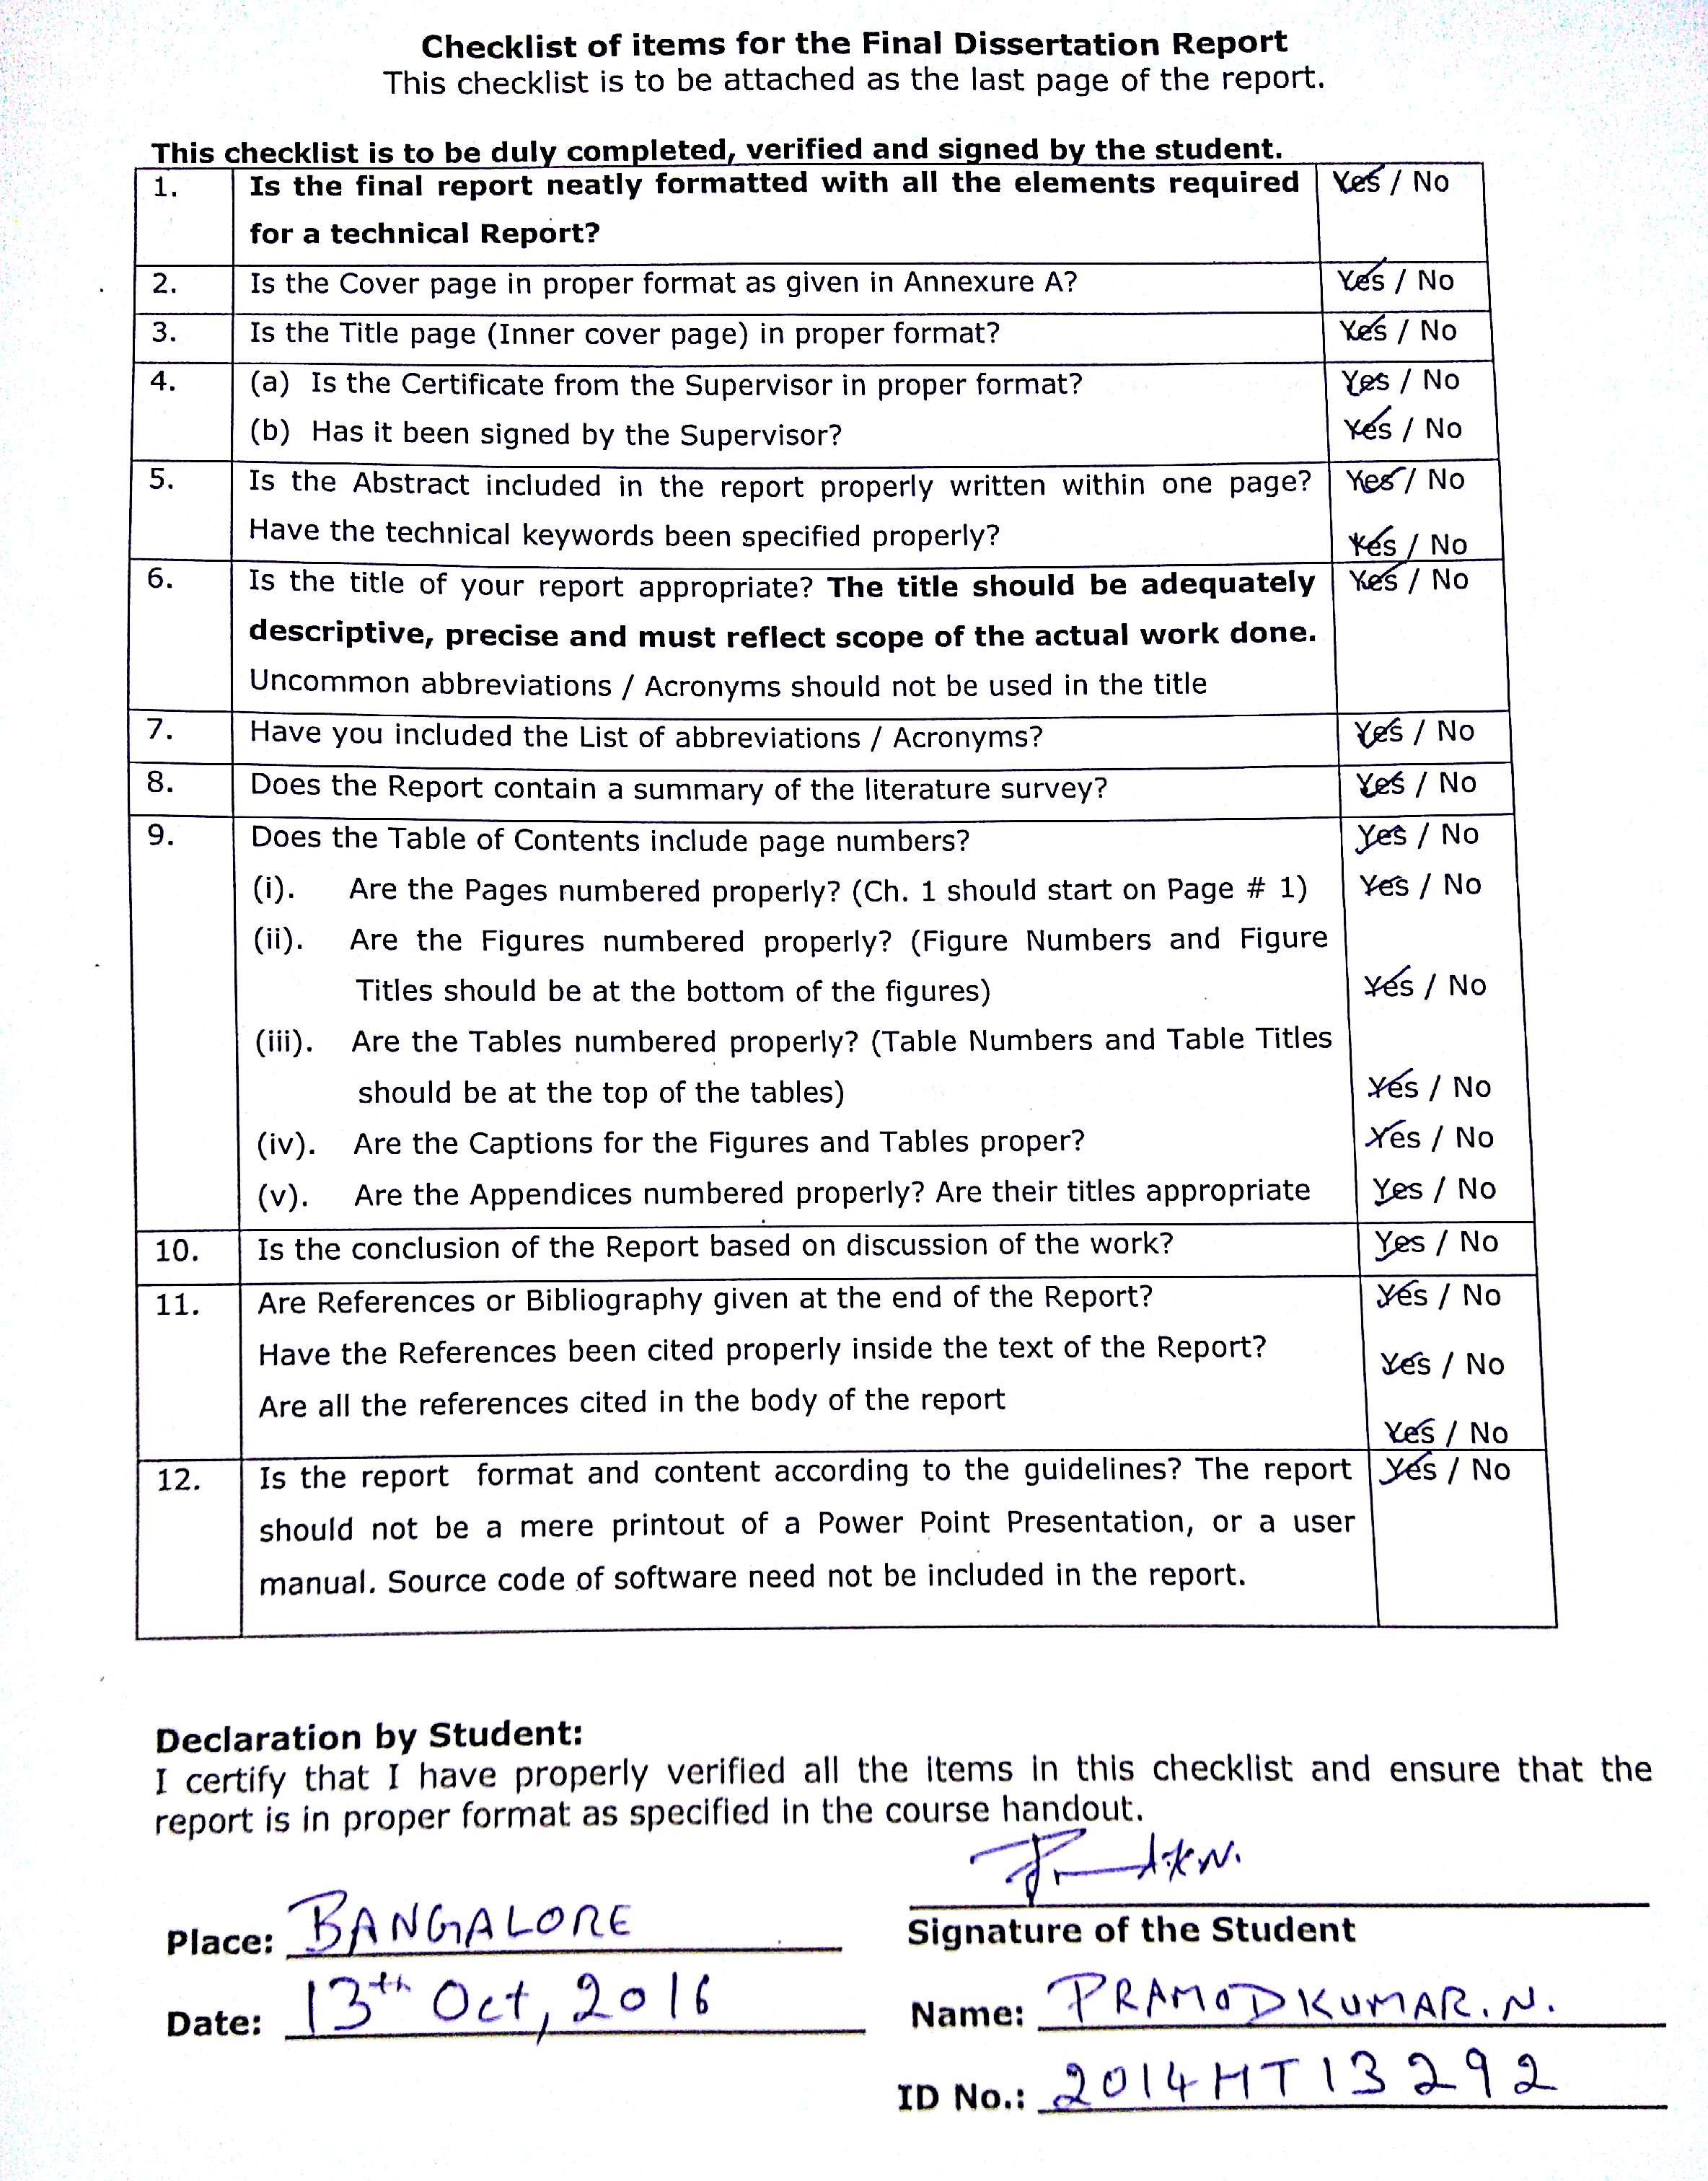 Checklist of items for the Final Dissertation Report
This checklist is to be attached as the last page of the report.
This checklist is to be duly completed, verified and signed by the student.
1. Is the final report neatly formatted with all the elements required Yes / No
for a technical Report?
2. Is the Cover page in proper format as given in Annexure A? Yes / No
3. Is the Title page (Inner cover page) in proper format? Yes / No
4. (a) Is the Certificate from the Supervisor in proper format? Yes / No
(b) Has it been signed by the Supervisor? Yes / No
5. Is the Abstract included in the report properly written within one page? Yes / No
Have the technical keywords been specified properly? Yes / No
6. Is the title of your report appropriate? The title should be adequately Yes / No
descriptive, precise and must reflect scope of the actual work done.
Uncommon abbreviations / Acronyms should not be used in the title
7. Have you included the List of abbreviations / Acronyms? Yes / No
8. Does the Report contain a summary of the literature survey? Yes / No
9. Does the Table of Contents include page numbers? Yes / No
(i). Are the Pages numbered properly? (Ch. 1 should start on Page # 1) Yes / No
(ii). Are the Figures numbered properly? (Figure Numbers and Figure
Titles should be at the bottom of the figures) Yes / No
(iii). Are the Tables numbered properly? (Table Numbers and Table Titles
should be at the top of the tables) Yes / No
(iv). Are the Captions for the Figures and Tables proper? Yes / No
(v). Are the Appendices numbered properly? Are their titles appropriate Yes / No
10. Is the conclusion of the Report based on discussion of the work? Yes / No
11. Are References or Bibliography given at the end of the Report? Yes / No
Have the References been cited properly inside the text of the Report? Yes / No
Are all the references cited in the body of the report Yes / No
12. Is the report format and content according to the guidelines? The report Yes / No
should not be a mere printout of a Power Point Presentation, or a user
manual. Source code of software need not be included in the report.
Declaration by Student:
I certify that I have properly verified all the items in this checklist and ensure that the
report is in proper format as specified in the course handout.
Place: BANGALORE
Signature of the Student
Date: 13th Oct, 2016
Name: PRAMODKUMAR. N.
ID No.: 2014HT13292